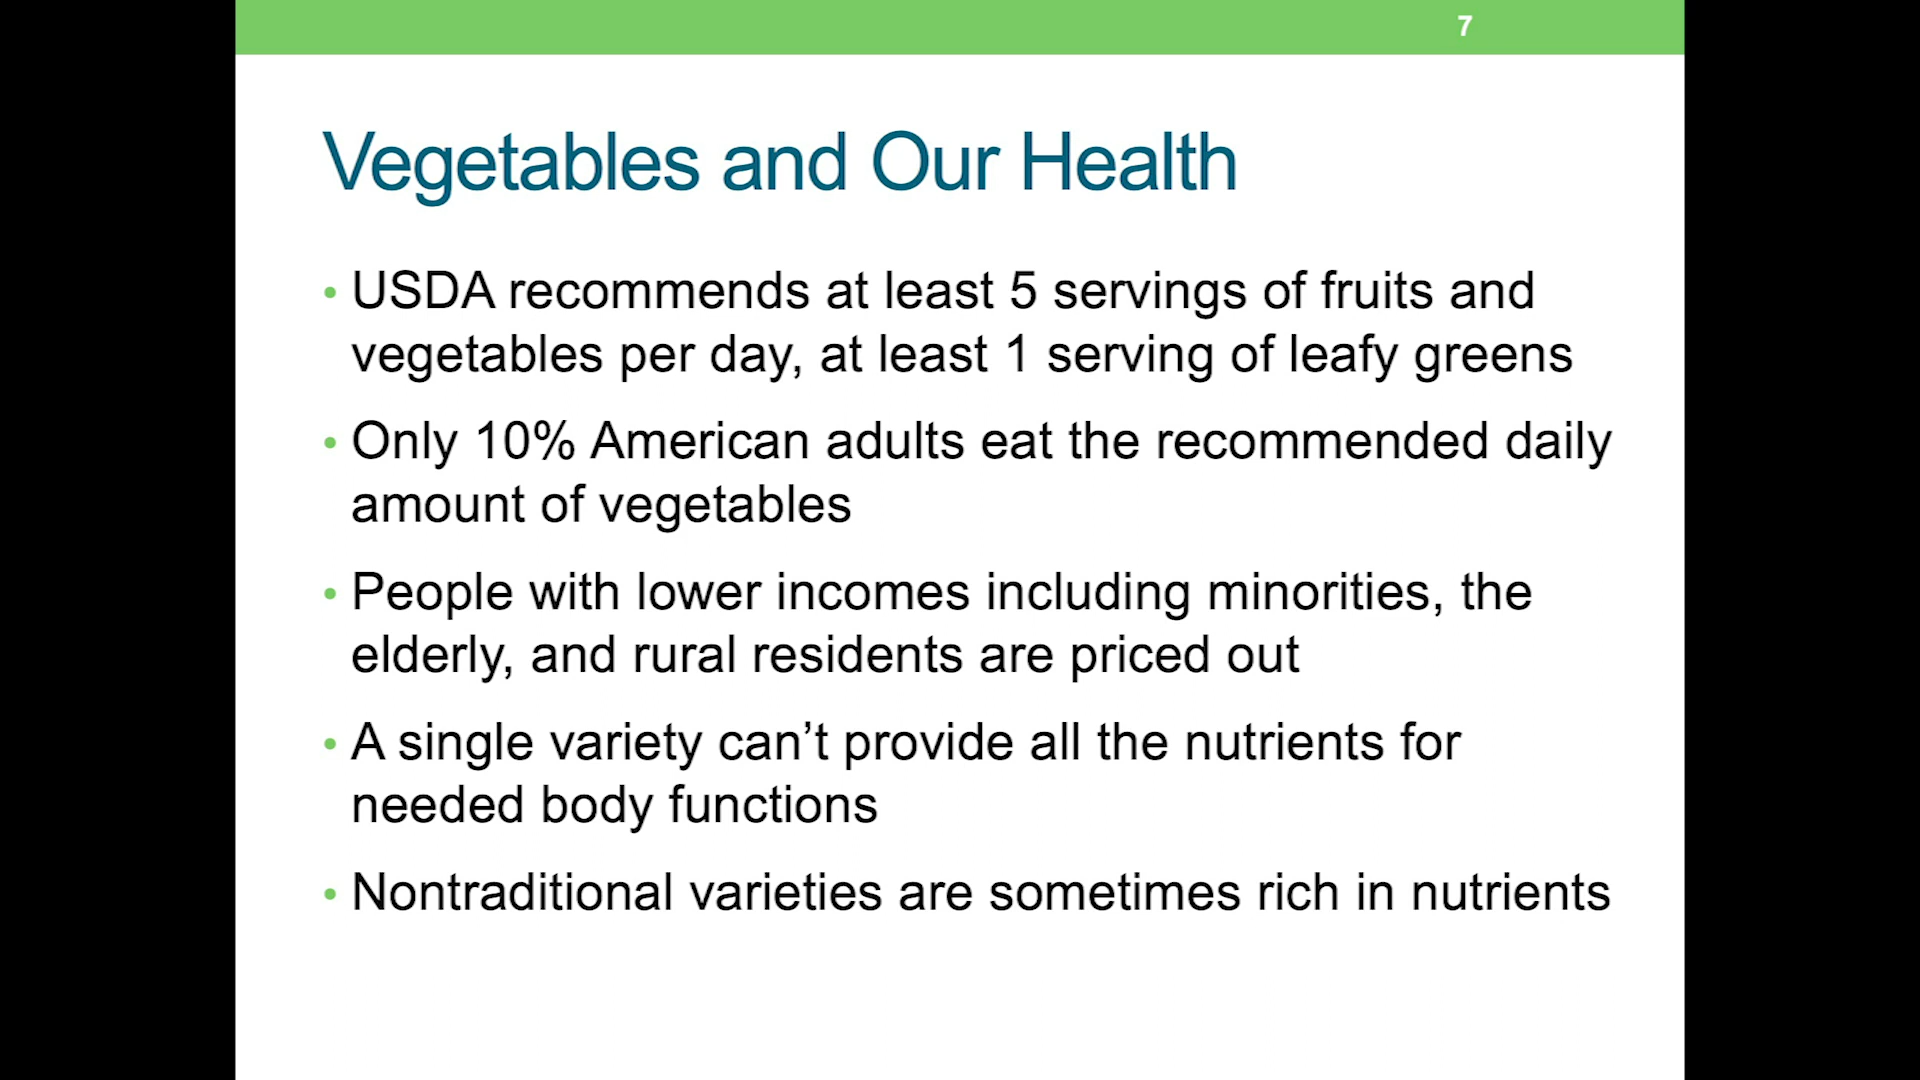 7
Vegetables and Our Health
• USDA recommends at least 5 servings of fruits and
vegetables per day, at least 1 serving of leafy greens
• Only 10% American adults eat the recommended daily
amount of vegetables
• People with lower incomes including minorities, the
elderly, and rural residents are priced out
• A single variety can’t provide all the nutrients for
needed body functions
• Nontraditional varieties are sometimes rich in nutrients